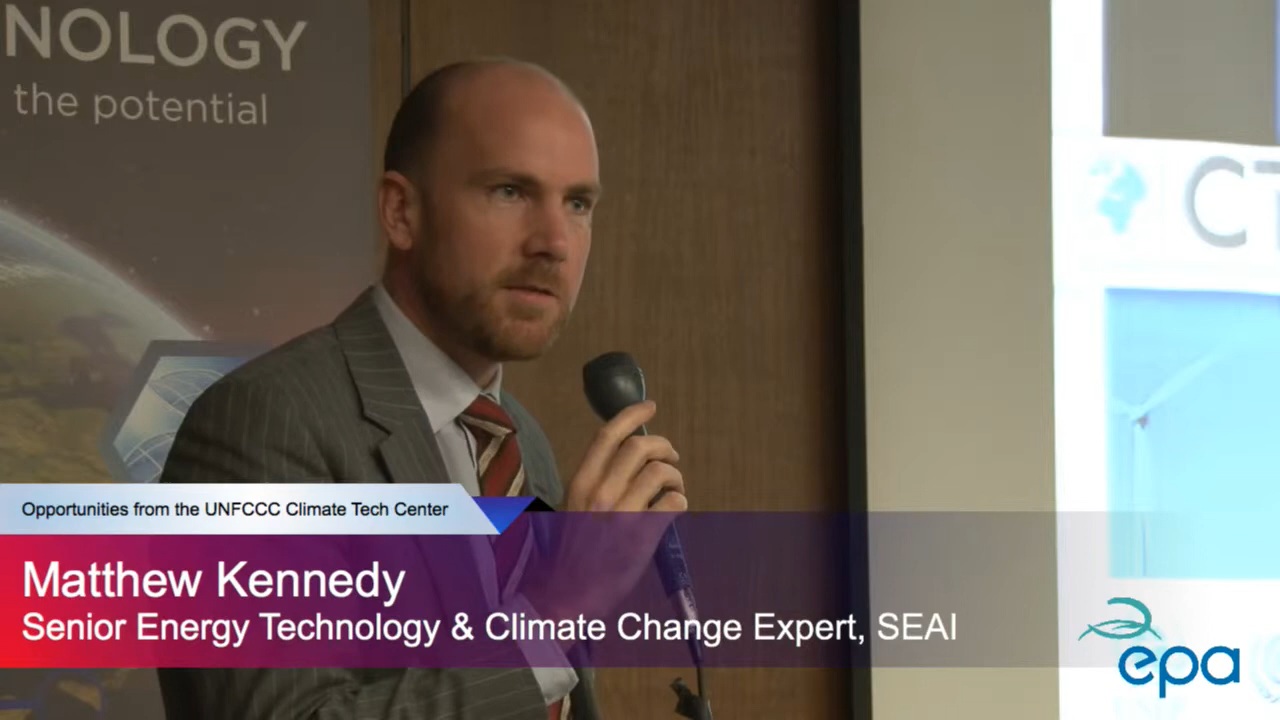 NOLOGY
the potential
CT
Opportunities from the UNFCCC Climate Tech Center
Matthew Kennedy
Senior Energy Technology & Climate Change Expert, SEAI
epa